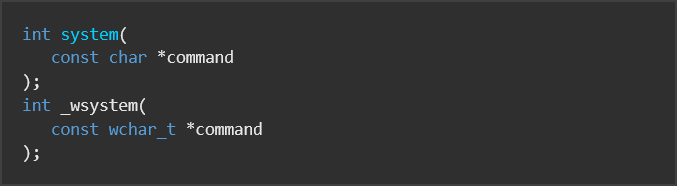 int system(
   const char *command
);
int _wsystem(
   const wchar_t *command
);